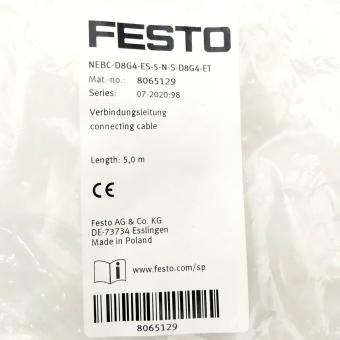 FESTO
NEBC-D8G4-ES-5-N-S-D8G4-ET
Mat.-no.: 8065129
Series: 07-2020:98
Verbindungsleitung
connecting cable
Length: 5,0 m
CE
Festo AG & Co. KG
DE-73734 Esslingen
Made in Poland
i www.festo.com/sp
8065129